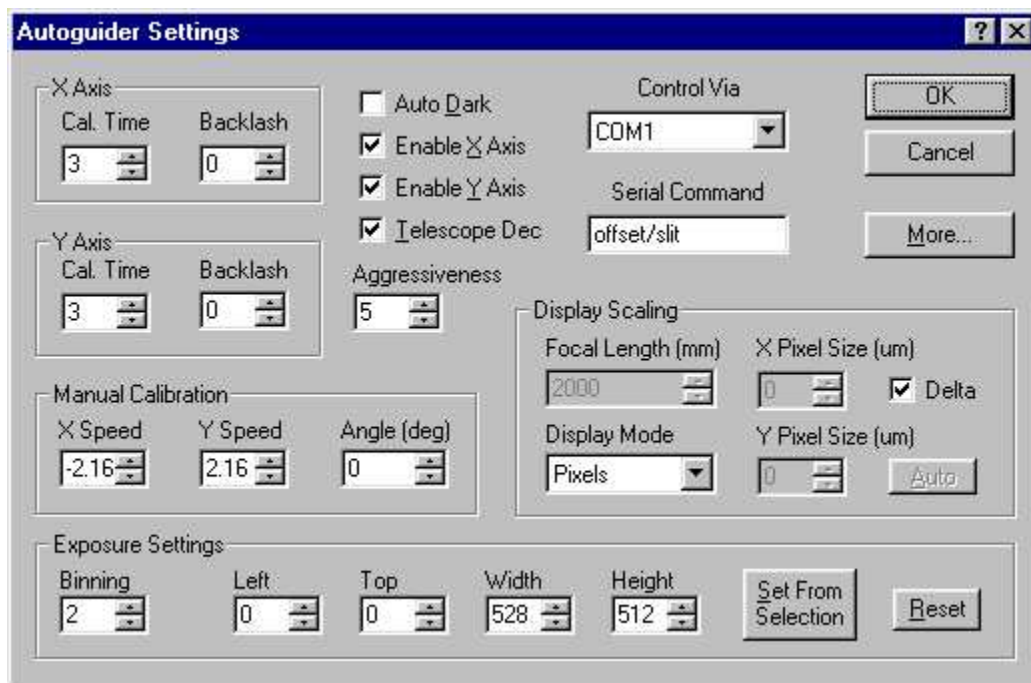 Autoguider Settings
X Axis
Cal. Time Backlash
3 0
Y Axis
Cal. Time Backlash
3 0
Auto Dark
Enable X Axis
Enable Y Axis
Telescope Dec
Aggressiveness
5
Control Via
COM1
Serial Command
offset/slit
OK
Cancel
More...
Manual Calibration
X Speed Y Speed Angle (deg)
-2.16 2.16 0
Display Scaling
Focal Length (mm) X Pixel Size (um)
2000 0 Delta
Display Mode Y Pixel Size (um)
Pixels 0 Auto
Exposure Settings
Binning Left Top Width Height
2 0 0 528 512
Set From
Selection
Reset